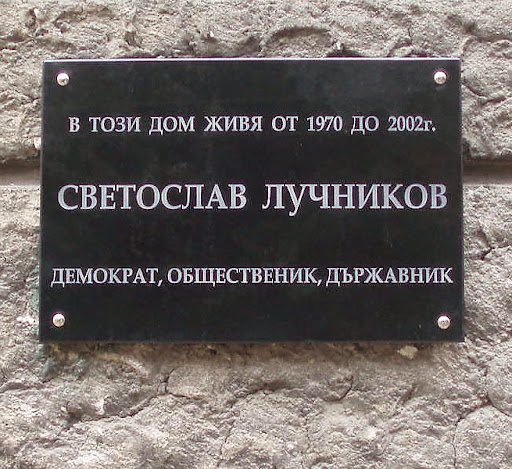 В ТОЗИ ДОМ ЖИВЯ ОТ 1970 ДО 2002г.
СВЕТОСЛАВ ЛУЧНИКОВ
ДЕМОКРАТ, ОБЩЕСТВЕНИК, ДЪРЖАВНИК